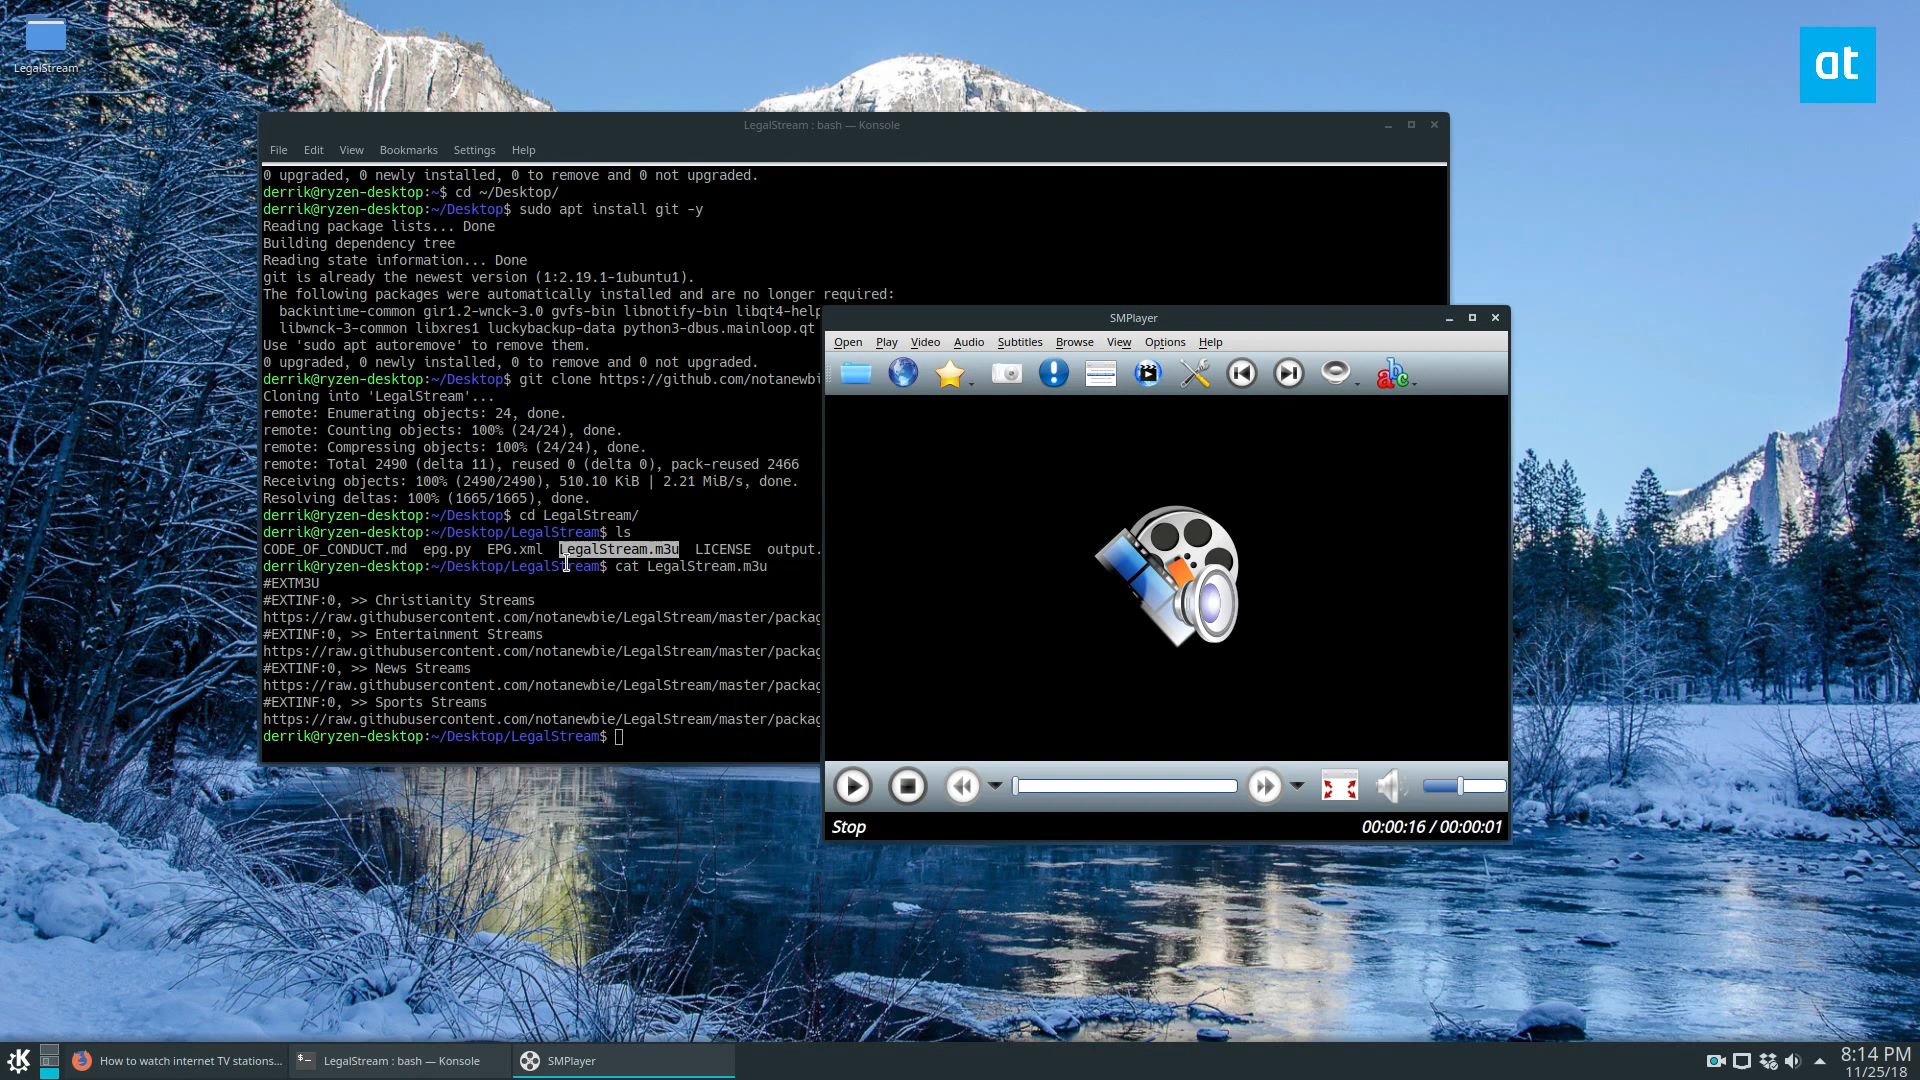 LegalStream
at
LegalStream : bash — Konsole
File Edit View Bookmarks Settings Help
0 upgraded, 0 newly installed, 0 to remove and 0 not upgraded.
derrik@ryzen-desktop:~$ cd ~/Desktop/
derrik@ryzen-desktop:~/Desktop$ sudo apt install git -y
Reading package lists... Done
Building dependency tree
Reading state information... Done
git is already the newest version (1:2.19.1-1ubuntu1).
The following packages were automatically installed and are no longer required:
backintime-common gir1.2-wnck-3.0 gvfs-bin libnotify-bin libqt4-help
libwnck-3-common libxres1 luckybackup-data python3-dbus.mainloop.qt
Use 'sudo apt autoremove' to remove them.
0 upgraded, 0 newly installed, 0 to remove and 0 not upgraded.
derrik@ryzen-desktop:~/Desktop$ git clone https://github.com/notanewbi
Cloning into 'LegalStream'...
remote: Enumerating objects: 24, done.
remote: Counting objects: 100% (24/24), done.
remote: Compressing objects: 100% (24/24), done.
remote: Total 2490 (delta 11), reused 0 (delta 0), pack-reused 2466
Receiving objects: 100% (2490/2490), 510.10 KiB | 2.21 MiB/s, done.
Resolving deltas: 100% (1665/1665), done.
derrik@ryzen-desktop:~/Desktop$ cd LegalStream/
derrik@ryzen-desktop:~/Desktop/LegalStream$ ls
CODE_OF_CONDUCT.md epg.py EPG.xml LegalStream.m3u LICENSE output.
derrik@ryzen-desktop:~/Desktop/LegalStream$ cat LegalStream.m3u
#EXTM3U
#EXTINF:0, >> Christianity Streams
https://raw.githubusercontent.com/notanewbie/LegalStream/master/packag
#EXTINF:0, >> Entertainment Streams
https://raw.githubusercontent.com/notanewbie/LegalStream/master/packag
#EXTINF:0, >> News Streams
https://raw.githubusercontent.com/notanewbie/LegalStream/master/packag
#EXTINF:0, >> Sports Streams
https://raw.githubusercontent.com/notanewbie/LegalStream/master/packag
derrik@ryzen-desktop:~/Desktop/LegalStream$
SMPlayer
Open Play Video Audio Subtitles Browse View Options Help
abc
Stop 00:00:16 / 00:00:01
How to watch internet TV stations... LegalStream : bash — Konsole SMPlayer
8:14 PM
11/25/18